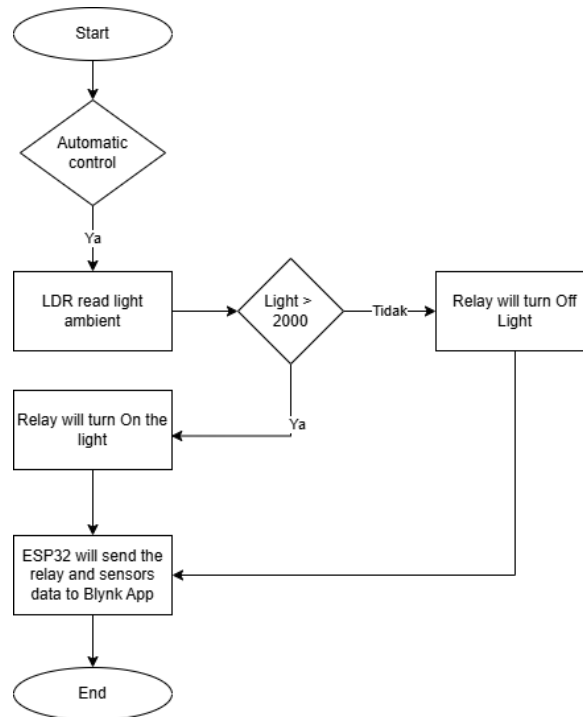 Start
Automatic
control
Ya
LDR read light
ambient
Light >
2000
Tidak
Relay will turn Off
Light
Relay will turn On the
light
Ya
ESP32 will send the
relay and sensors
data to Blynk App
End